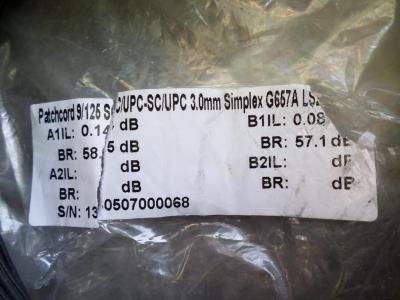 Patchcord 9/125 S C/UPC-SC/UPC 3.0mm Simplex G657A
A1IL: 0.14 dB B1IL: 0.08
BR: 58. 5 dB BR: 57.1 dB
A2IL: dB B2IL: dB
BR: dB BR: dB
S/N: 13 0507000068